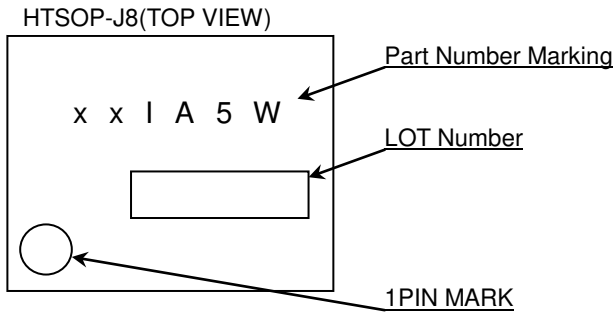 HTSOP-J8(TOP VIEW)
Part Number Marking
x x I A 5 W
LOT Number
1PIN MARK